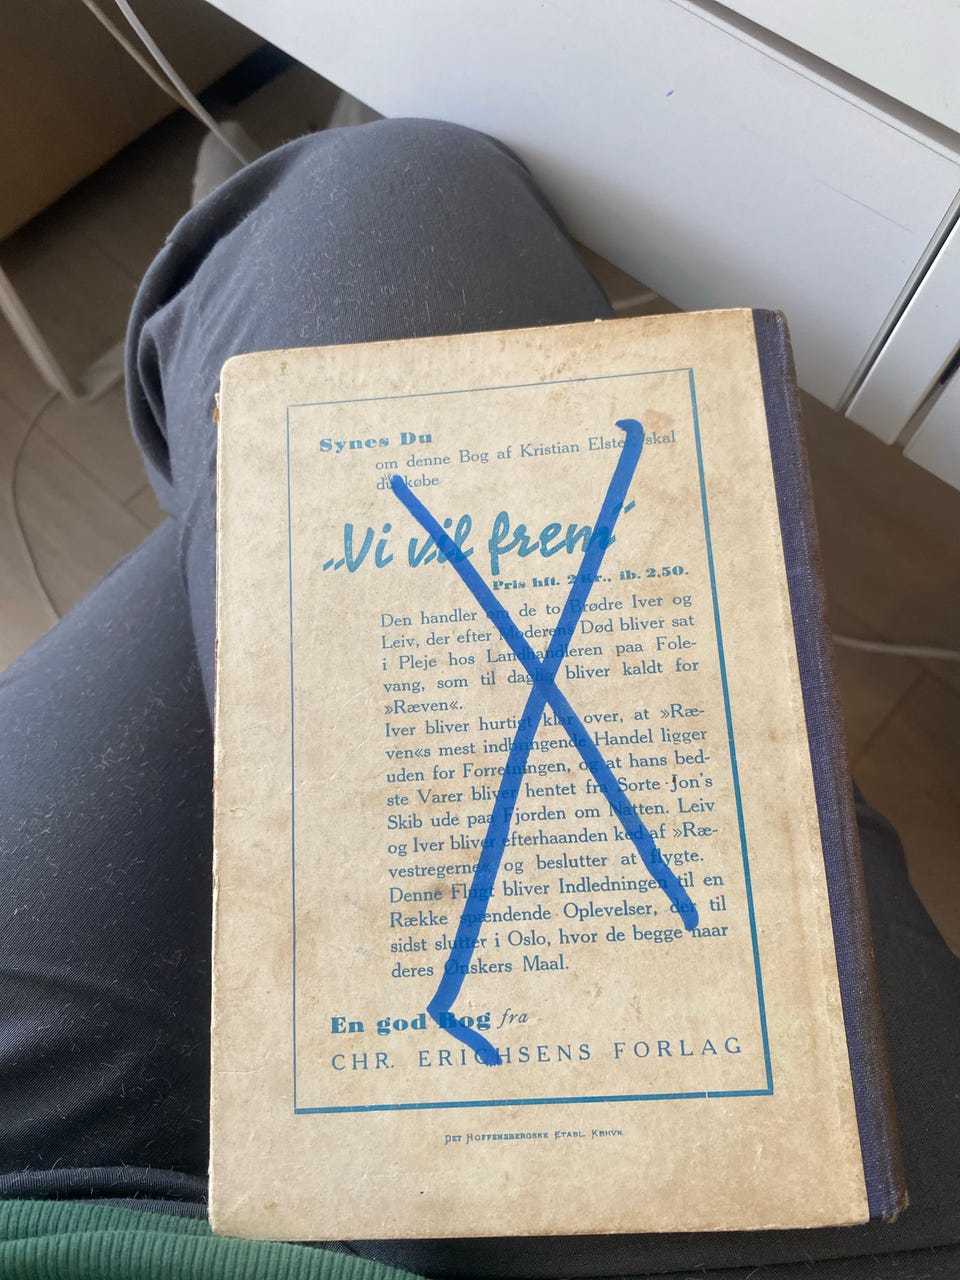 Synes Du
om denne Bog af Kristian Elster skal
du købe
„Vi vil frem”
Pris hft. 2 Kr., ib. 2,50.
Den handler om de to Brødre Iver og
Leiv, der efter Moderens Død bliver sat
i Pleje hos Landhandleren paa Fole-
vang, som til daglig bliver kaldt for
»Ræven«.
Iver bliver hurtigt klar over, at »Ræ-
ven«s mest indbringende Handel ligger
uden for Forretningen, og at hans bed-
ste Varer bliver hentet fra Sorte-Jon's
Skib ude paa Fjorden om Natten. Leiv
og Iver bliver efterhaanden ked af »Ræ-
vestregerne« og beslutter at flygte.
Denne Flugt bliver Indledningen til en
Række spændende Oplevelser, der til
sidst slutter i Oslo, hvor de begge naar
deres Ønskers Maal.
En god Bog fra
CHR. ERICHSENS FORLAG
DET HOFFENSBERGSKE ETABL. KBHVN.